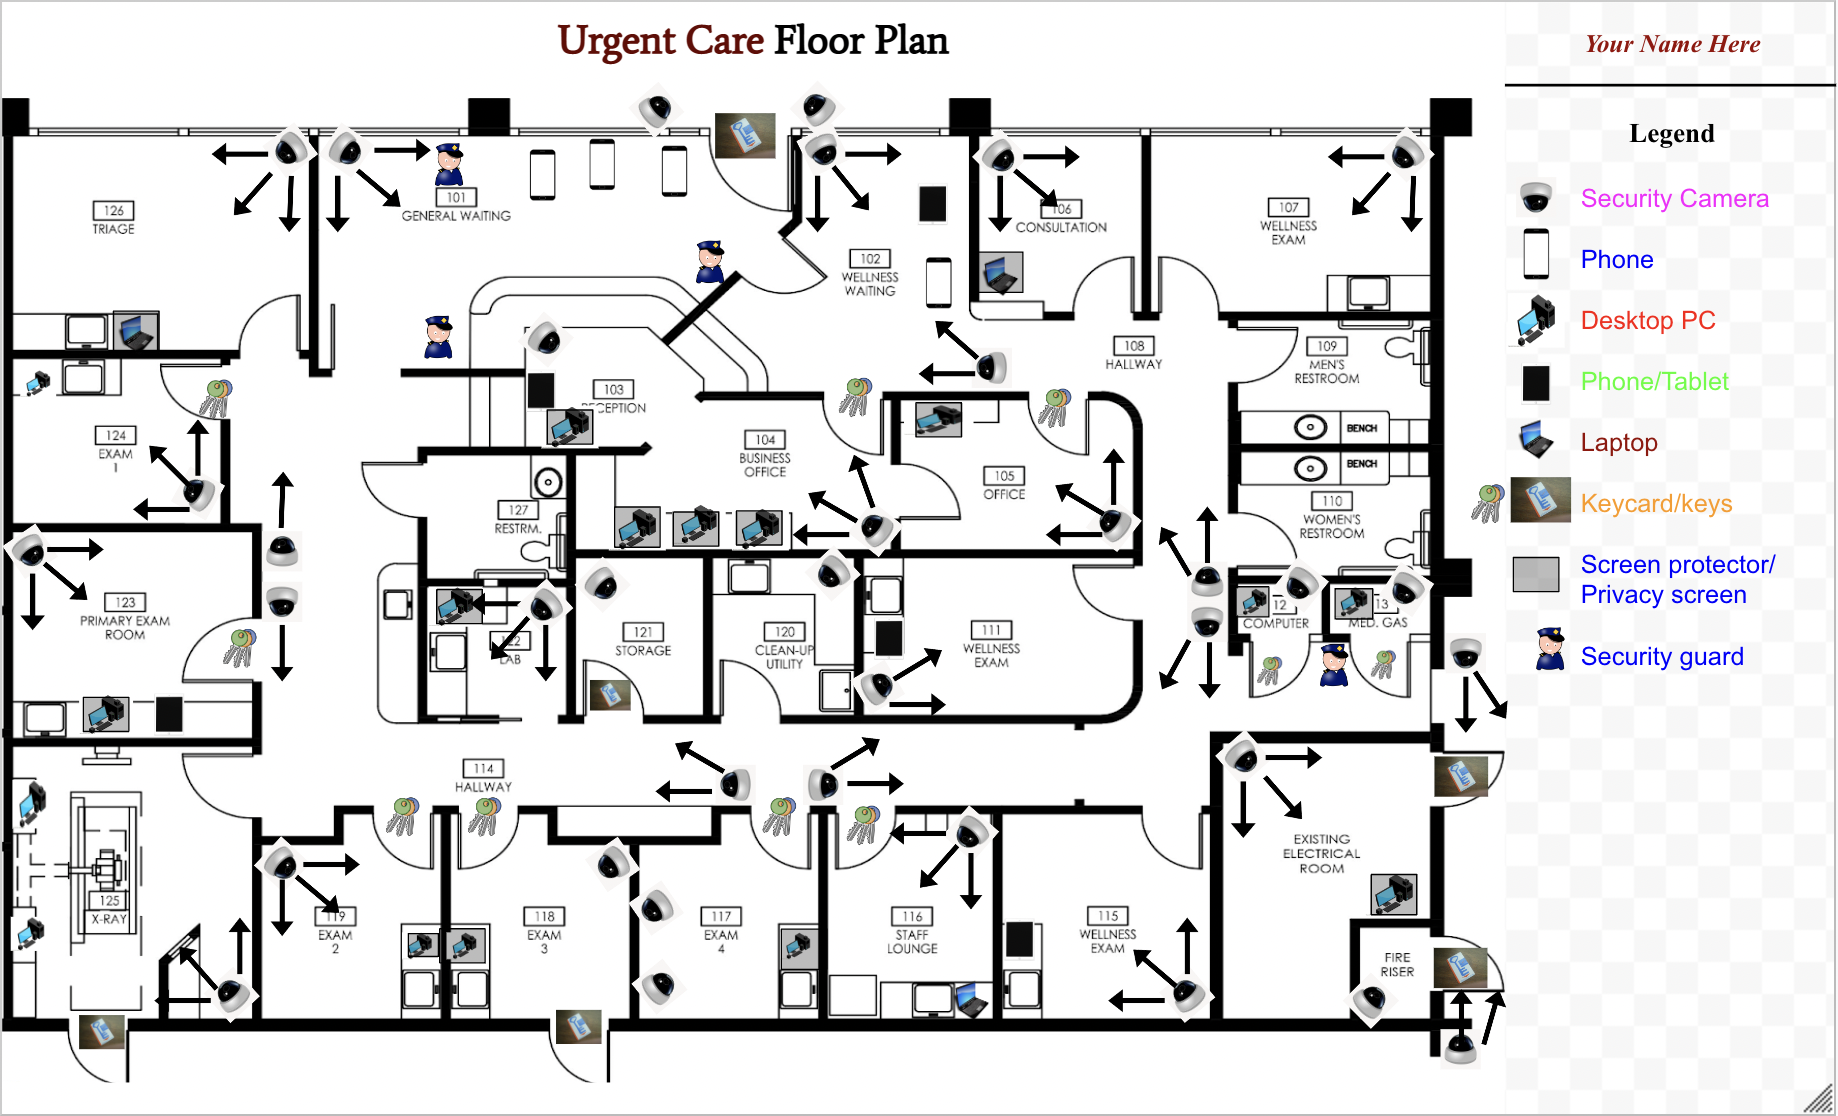 Urgent Care Floor Plan
Your Name Here
Legend
Security Camera
Phone
Desktop PC
Phone/Tablet
Laptop
Keycard/keys
Screen protector/
Privacy screen
Security guard
126
TRIAGE
101
GENERAL WAITING
102
WELLNESS
WAITING
106
CONSULTATION
107
WELLNESS
EXAM
108
HALLWAY
109
MEN'S
RESTROOM
BENCH
BENCH
110
WOMEN'S
RESTROOM
103
RECEPTION
104
BUSINESS
OFFICE
105
OFFICE
124
EXAM
1
127
RESTRM.
123
PRIMARY EXAM
ROOM
LAB
121
STORAGE
120
CLEAN-UP
UTILITY
111
WELLNESS
EXAM
12
COMPUTER
13
MED. GAS
114
HALLWAY
125
X-RAY
119
EXAM
2
118
EXAM
3
117
EXAM
4
116
STAFF
LOUNGE
115
WELLNESS
EXAM
EXISTING
ELECTRICAL
ROOM
FIRE
RISER